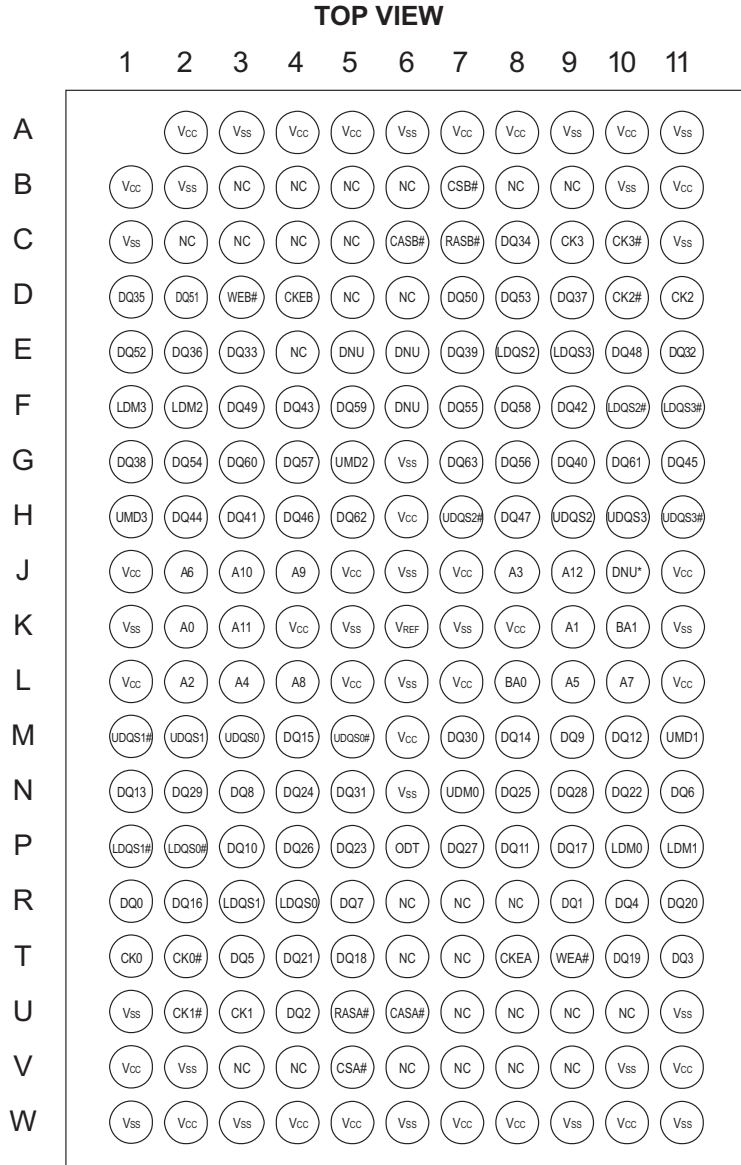 TOP VIEW
1 2 3 4 5 6 7 8 9 10 11
A Vcc Vss Vcc Vcc Vss Vcc Vcc Vss Vcc Vss
B Vcc Vss NC NC NC NC CSB# NC NC Vss Vcc
C Vss NC NC NC NC CASB# RASB# DQ34 CK3 CK3# Vss
D DQ35 DQ51 WEB# CKEB NC NC DQ50 DQ53 DQ37 CK2# CK2
E DQ52 DQ36 DQ33 NC DNU DNU DQ39 LDQS2 LDQS3 DQ48 DQ32
F LDM3 LDM2 DQ49 DQ43 DQ59 DNU DQ55 DQ58 DQ42 LDQS2# LDQS3#
G DQ38 DQ54 DQ60 DQ57 UMD2 Vss DQ63 DQ56 DQ40 DQ61 DQ45
H UMD3 DQ44 DQ41 DQ46 DQ62 Vcc UDQS2# DQ47 UDQS2 UDQS3 UDQS3#
J Vcc A6 A10 A9 Vcc Vss Vcc A3 A12 DNU* Vcc
K Vss A0 A11 Vcc Vss VREF Vss Vcc A1 BA1 Vss
L Vcc A2 A4 A8 Vcc Vss Vcc BA0 A5 A7 Vcc
M UDQS1# UDQS1 UDQS0 DQ15 UDQS0# Vcc DQ30 DQ14 DQ9 DQ12 UMD1
N DQ13 DQ29 DQ8 DQ24 DQ31 Vss UDM0 DQ25 DQ28 DQ22 DQ6
P LDQS1# LDQS0# DQ10 DQ26 DQ23 ODT DQ27 DQ11 DQ17 LDM0 LDM1
R DQ0 DQ16 LDQS1 LDQS0 DQ7 NC NC NC DQ1 DQ4 DQ20
T CK0 CK0# DQ5 DQ21 DQ18 NC NC CKEA WEA# DQ19 DQ3
U Vss CK1# CK1 DQ2 RASA# CASA# NC NC NC NC Vss
V Vcc Vss NC NC CSA# NC NC NC NC Vss Vcc
W Vss Vcc Vss Vcc Vcc Vss Vcc Vcc Vss Vcc Vss